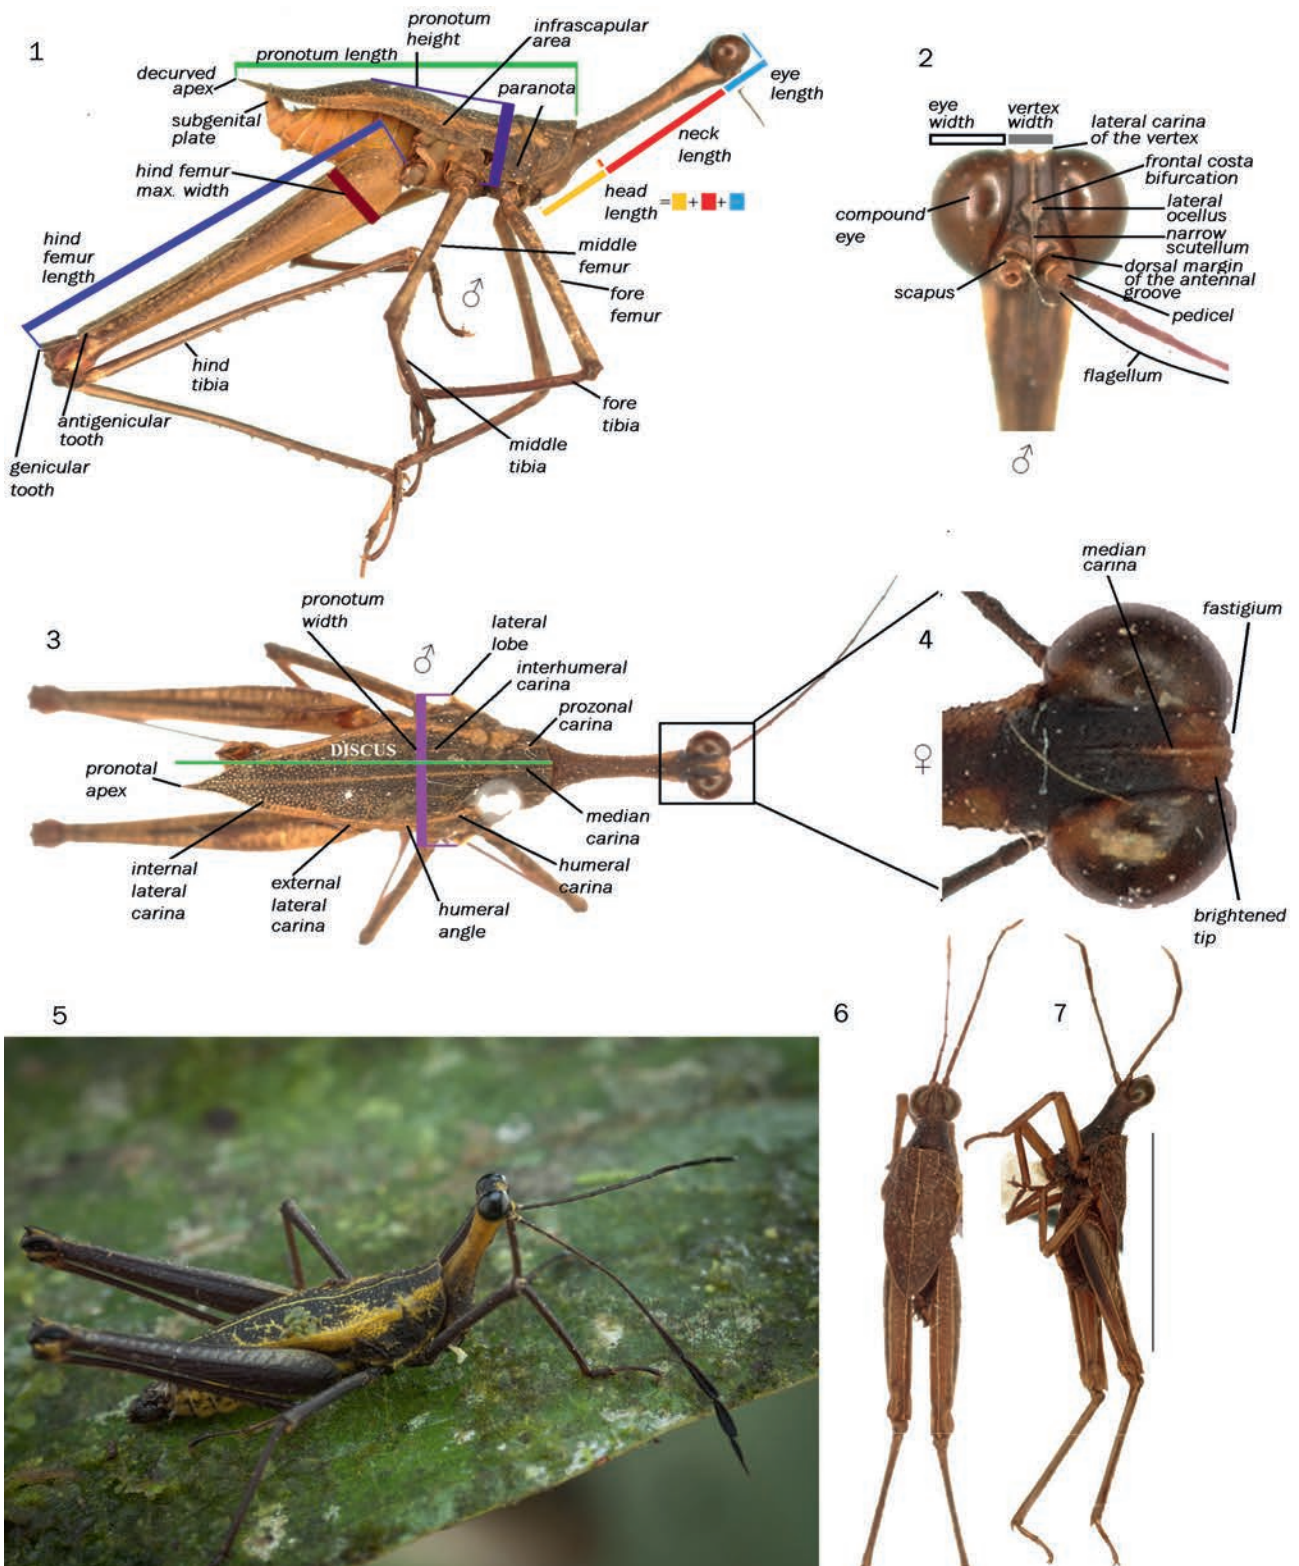 1
pronotum
height
infrascapular
area
pronotum length
decurved
apex
paranota
subgenital
plate
eye
length
neck
length
hind femur
max. width
head
length = + +
hind
femur
length
middle
femur
♂
fore
femur
hind
tibia
fore
tibia
antigenicular
tooth
middle
tibia
genicular
tooth
2
eye
width
vertex
width
lateral carina
of the vertex
frontal costa
bifurcation
compound
eye
lateral
ocellus
narrow
scutellum
scapus
dorsal margin
of the antennal
groove
pedicel
flagellum
♂
3
pronotum
width
♂
lateral
lobe
interhumeral
carina
prozonal
carina
DISCUS
pronotal
apex
median
carina
internal
lateral
carina
external
lateral
carina
humeral
carina
humeral
angle
4
median
carina
fastigium
♀
brightened
tip
5
6
7